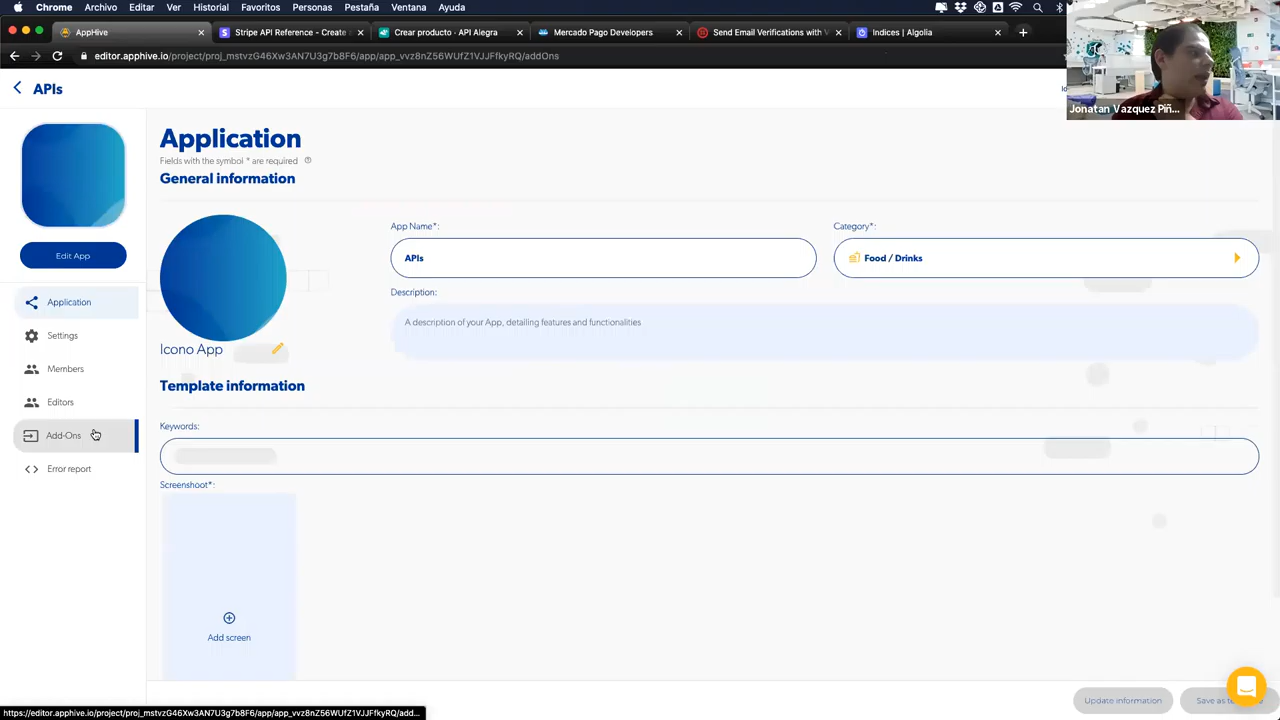 Chrome Archivo Editar Ver Historial Favoritos Personas Pestaña Ventana Ayuda
AppHive
Stripe API Reference - Create
Crear producto · API Alegra
Mercado Pago Developers
Send Email Verifications with
Indices | Algolia
editor.apphive.io/project/proj_mstvzG46Xw3AN7U3g7b8F6/app/app_vvz8nZ56WUfZ1VJJFfkyRQ/addOns
Jonatan Vazquez Piñ...
APIs
Edit App
Application
Settings
Members
Editors
Add-Ons
Error report
Application
Fields with the symbol * are required
General information
App Name*:
APIs
Category*:
Food / Drinks
Description:
A description of your App, detailing features and functionalities
Icono App
Template information
Keywords:
Screenshoot*:
Add screen
Update information
Save as
https://editor.apphive.io/project/proj_mstvzG46Xw3AN7U3g7b8F6/app/app_vvz8nZ56WUfZ1VJJFfkyRQ/add...